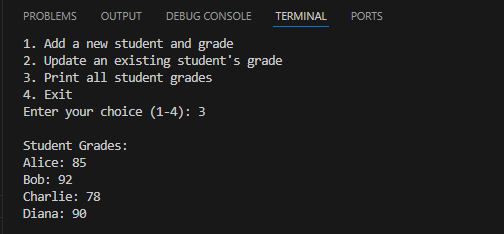 PROBLEMS OUTPUT DEBUG CONSOLE TERMINAL PORTS
1. Add a new student and grade
2. Update an existing student's grade
3. Print all student grades
4. Exit
Enter your choice (1-4): 3
Student Grades:
Alice: 85
Bob: 92
Charlie: 78
Diana: 90